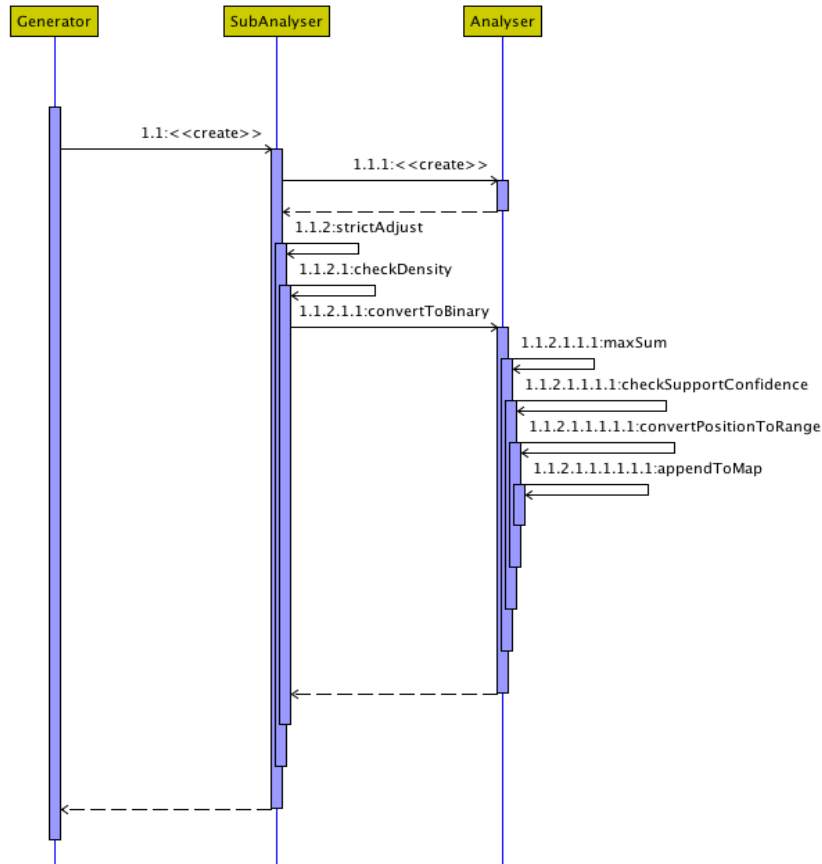 Generator
SubAnalyser
Analyser
1.1:<<create>>
1.1.1:<<create>>
1.1.2:strictAdjust
1.1.2.1:checkDensity
1.1.2.1.1:convertToBinary
1.1.2.1.1.1:maxSum
1.1.2.1.1.1.1:checkSupportConfidence
1.1.2.1.1.1.1.1:convertPositionToRange
1.1.2.1.1.1.1.1.1:appendToMap